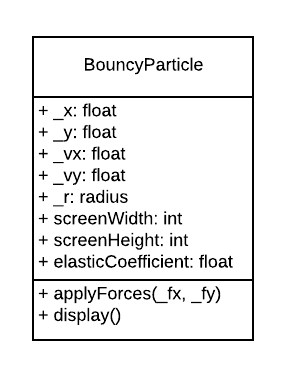 BouncyParticle
+ _x: float
+ _y: float
+ _vx: float
+ _vy: float
+ _r: radius
+ screenWidth: int
+ screenHeight: int
+ elasticCoefficient: float
+ applyForces(_fx, _fy)
+ display()